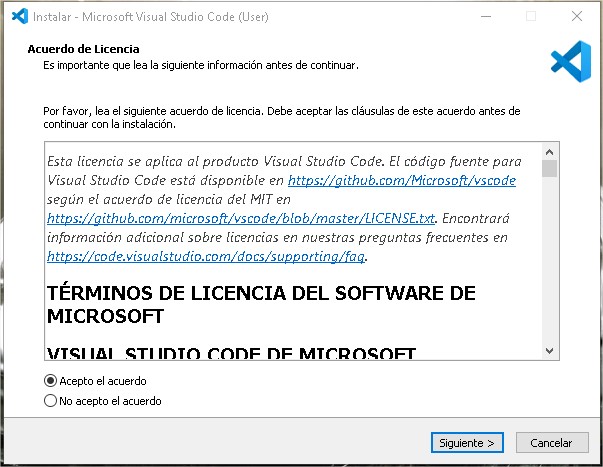 Instalar - Microsoft Visual Studio Code (User)
Acuerdo de Licencia
Es importante que lea la siguiente información antes de continuar.
Por favor, lea el siguiente acuerdo de licencia. Debe aceptar las cláusulas de este acuerdo antes de
continuar con la instalación.
Esta licencia se aplica al producto Visual Studio Code. El código fuente para
Visual Studio Code está disponible en https://github.com/Microsoft/vscode
según el acuerdo de licencia del MIT en
https://github.com/microsoft/vscode/blob/master/LICENSE.txt. Encontrará
información adicional sobre licencias en nuestras preguntas frecuentes en
https://code.visualstudio.com/docs/supporting/faq.
TÉRMINOS DE LICENCIA DEL SOFTWARE DE
MICROSOFT
VISUAL STUDIO CODE DE MICROSOFT
Acepto el acuerdo
No acepto el acuerdo
Siguiente >
Cancelar